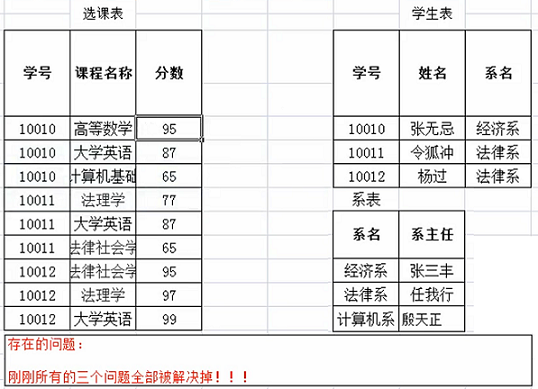 选课表
学号 课程名称 分数
10010 高等数学 95
10010 大学英语 87
10010 计算机基础 65
10011 法理学 77
10011 大学英语 87
10011 法律社会学 65
10012 法律社会学 95
10012 法理学 97
10012 大学英语 99
学生表
学号 姓名 系名
10010 张无忌 经济系
10011 令狐冲 法律系
10012 杨过 法律系
系表
系名 系主任
经济系 张三丰
法律系 任我行
计算机系 殷天正
存在的问题：
刚刚所有的三个问题全部被解决掉！！！